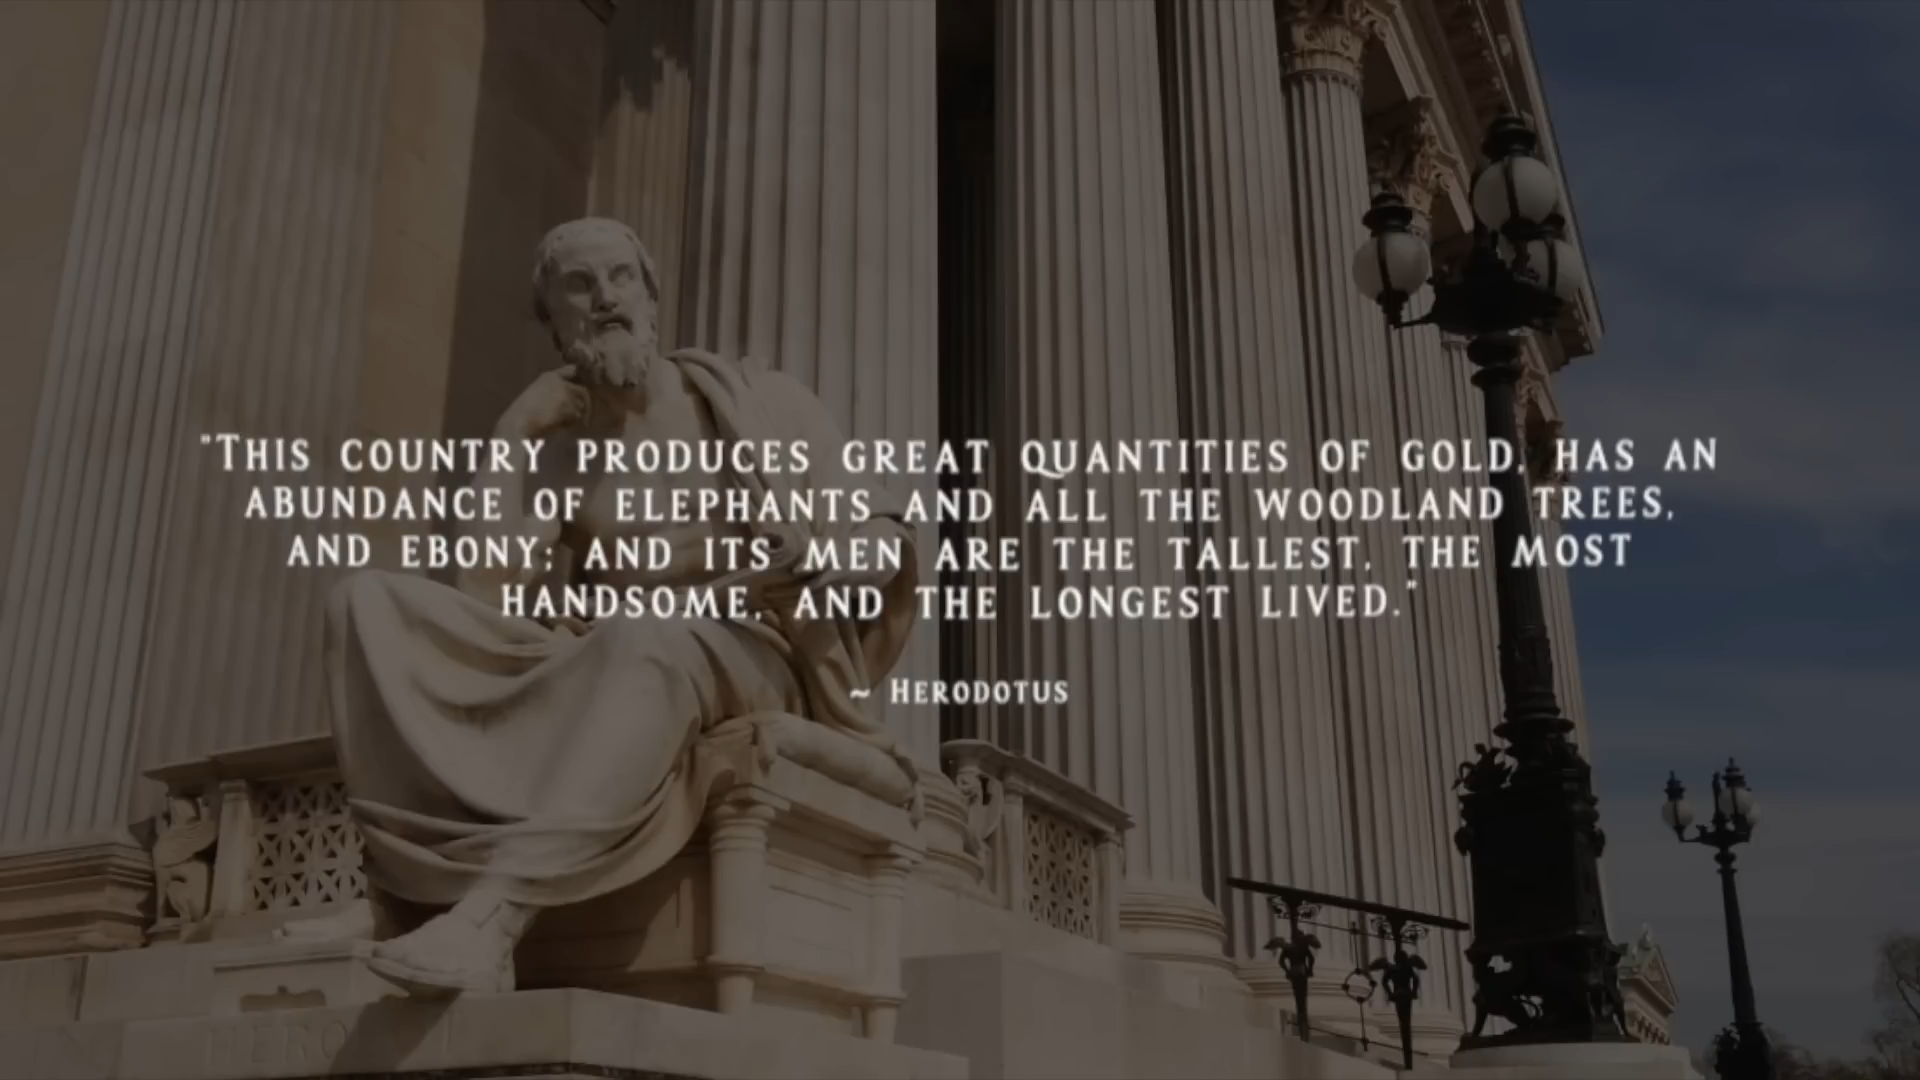 "This country produces great quantities of gold, has an
abundance of elephants and all the woodland trees,
and ebony; and its men are the tallest, the most
handsome, and the longest lived."
~ Herodotus
HERO